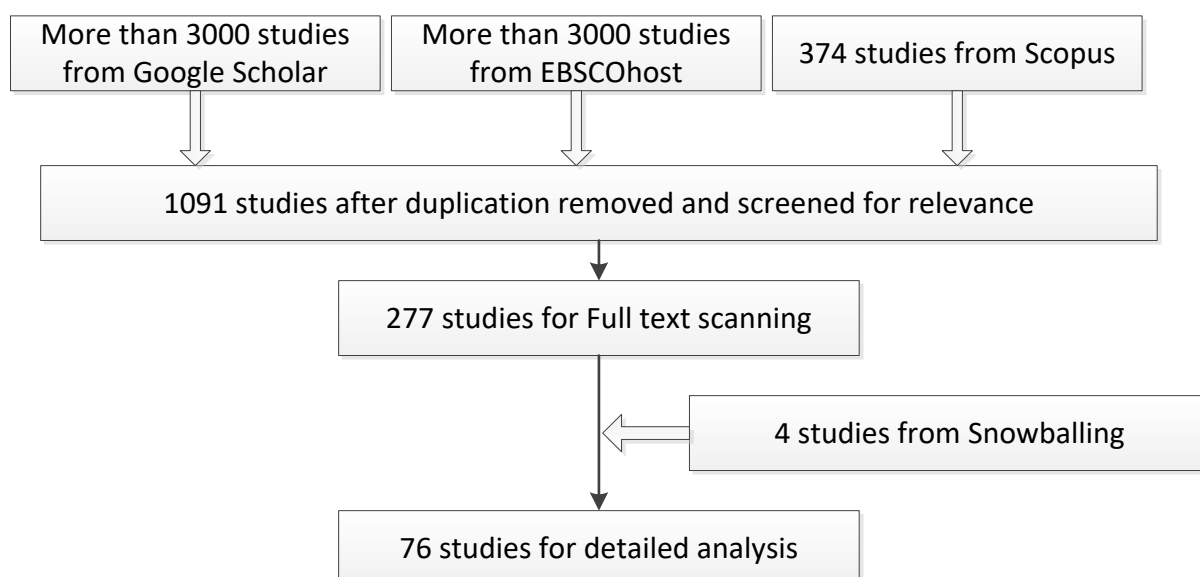 More than 3000 studies
from Google Scholar
More than 3000 studies
from EBSCOhost
374 studies from Scopus
1091 studies after duplication removed and screened for relevance
277 studies for Full text scanning
4 studies from Snowballing
76 studies for detailed analysis